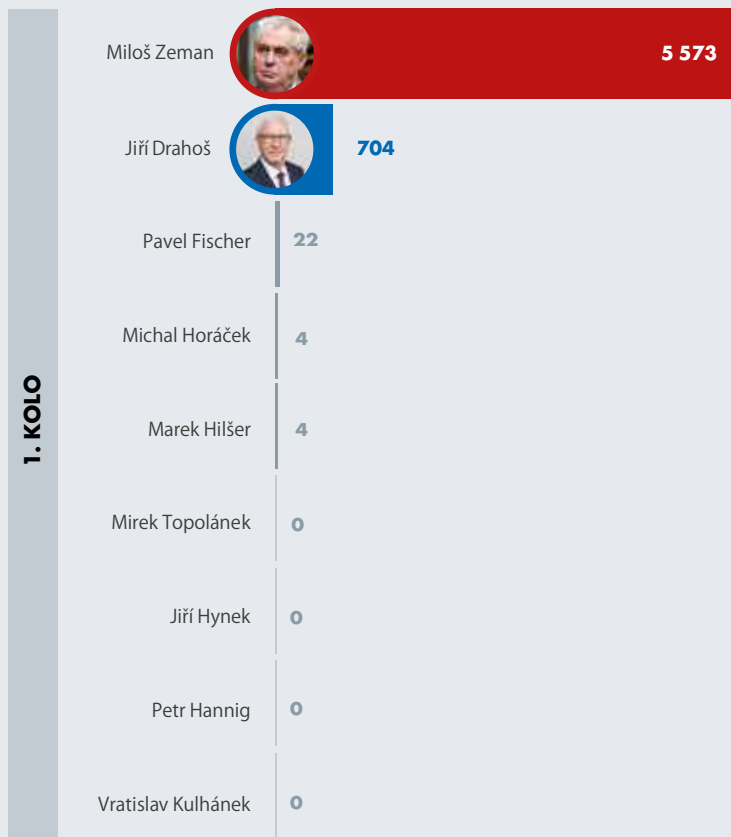 1. KOLO
Miloš Zeman 5 573
Jiří Drahoš 704
Pavel Fischer 22
Michal Horáček 4
Marek Hilšer 4
Mirek Topolánek 0
Jiří Hynek 0
Petr Hannig 0
Vratislav Kulhánek 0